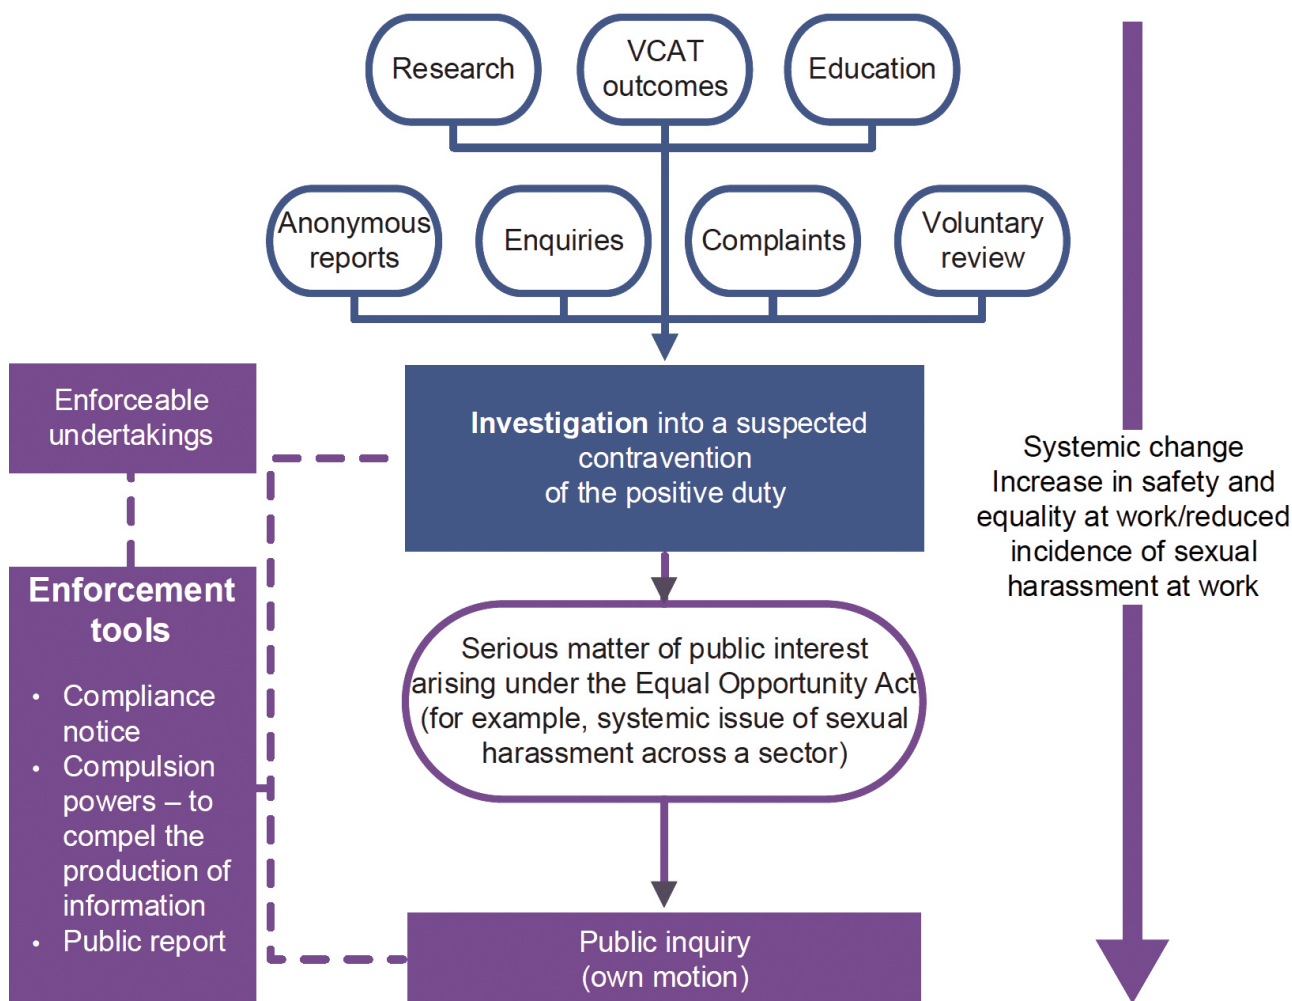 Research
VCAT
outcomes
Education
Anonymous
reports
Enquiries
Complaints
Voluntary
review
Enforceable
undertakings
Investigation into a suspected
contravention
of the positive duty
Systemic change
Increase in safety and
equality at work/reduced
incidence of sexual
harassment at work
Enforcement
tools
• Compliance
notice
• Compulsion
powers – to
compel the
production of
information
• Public report
Serious matter of public interest
arising under the Equal Opportunity Act
(for example, systemic issue of sexual
harassment across a sector)
Public inquiry
(own motion)